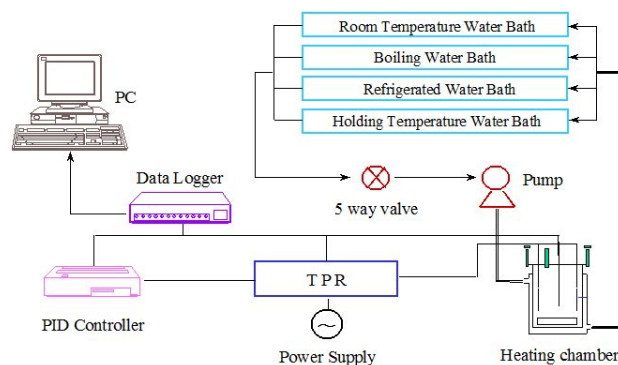 Room Temperature Water Bath
Boiling Water Bath
Refrigerated Water Bath
Holding Temperature Water Bath
PC
Data Logger
5 way valve
Pump
TPR
PID Controller
Power Supply
Heating chamber